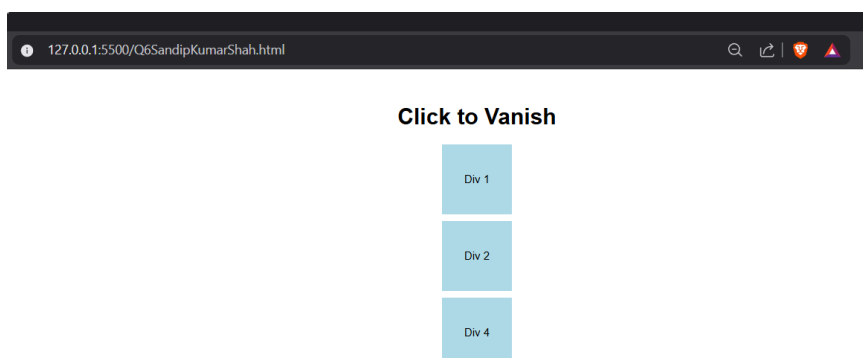 127.0.0.1:5500/Q6SandipKumarShah.html
Click to Vanish
Div 1
Div 2
Div 4